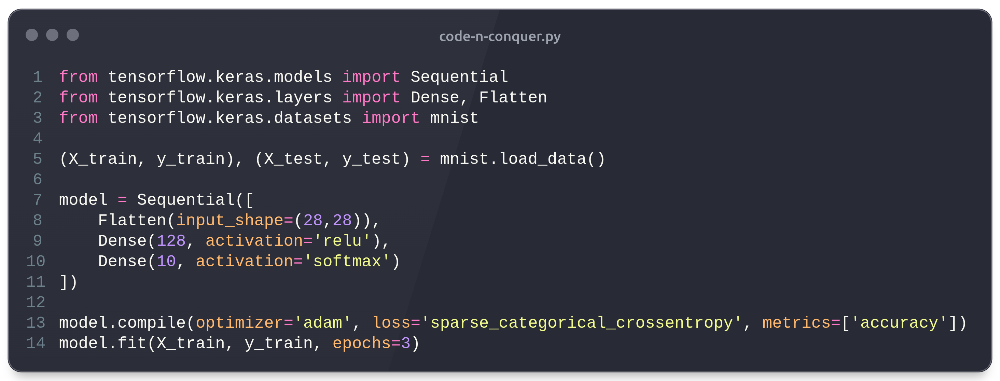 code-n-conquer.py
1 from tensorflow.keras.models import Sequential
2 from tensorflow.keras.layers import Dense, Flatten
3 from tensorflow.keras.datasets import mnist
4
5 (X_train, y_train), (X_test, y_test) = mnist.load_data()
6
7 model = Sequential([
8     Flatten(input_shape=(28,28)),
9     Dense(128, activation='relu'),
10     Dense(10, activation='softmax')
11 ])
12
13 model.compile(optimizer='adam', loss='sparse_categorical_crossentropy', metrics=['accuracy'])
14 model.fit(X_train, y_train, epochs=3)